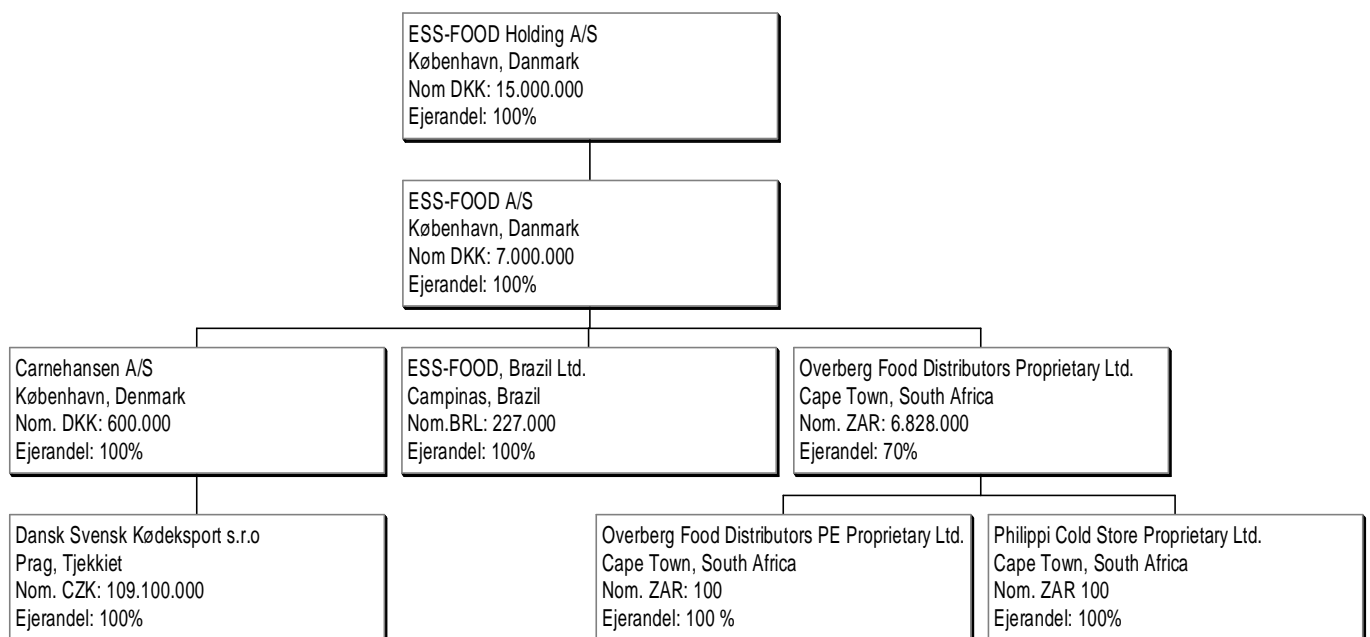 ESS-FOOD Holding A/S
København, Danmark
Nom DKK: 15.000.000
Ejerandel: 100%
ESS-FOOD A/S
København, Danmark
Nom DKK: 7.000.000
Ejerandel: 100%
Carnehansen A/S
København, Denmark
Nom. DKK: 600.000
Ejerandel: 100%
ESS-FOOD, Brazil Ltd.
Campinas, Brazil
Nom.BRL: 227.000
Ejerandel: 100%
Overberg Food Distributors Proprietary Ltd.
Cape Town, South Africa
Nom. ZAR: 6.828.000
Ejerandel: 70%
Dansk Svensk Kødeksport s.r.o
Prag, Tjekkiet
Nom. CZK: 109.100.000
Ejerandel: 100%
Overberg Food Distributors PE Proprietary Ltd.
Cape Town, South Africa
Nom. ZAR: 100
Ejerandel: 100 %
Philippi Cold Store Proprietary Ltd.
Cape Town, South Africa
Nom. ZAR 100
Ejerandel: 100%